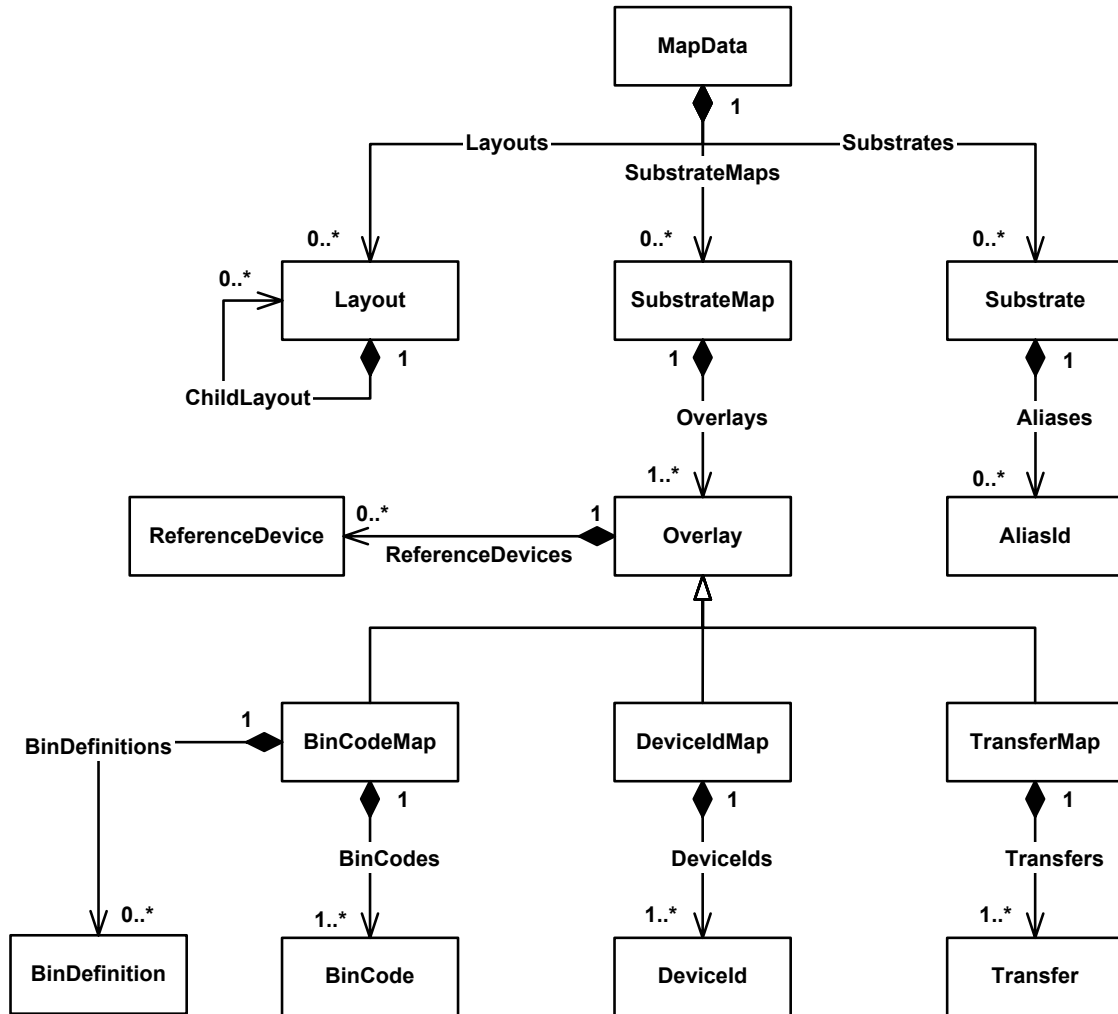 MapData
1
Layouts
Substrates
SubstrateMaps
0..*
0..*
0..*
0..*
Layout
SubstrateMap
Substrate
1
1
1
ChildLayout
Overlays
Aliases
1..*
0..*
0..*
1
ReferenceDevice
Overlay
AliasId
ReferenceDevices
1
BinDefinitions
BinCodeMap
DeviceIdMap
TransferMap
1
1
1
BinCodes
DeviceIds
Transfers
0..*
1..*
1..*
1..*
BinDefinition
BinCode
DeviceId
Transfer